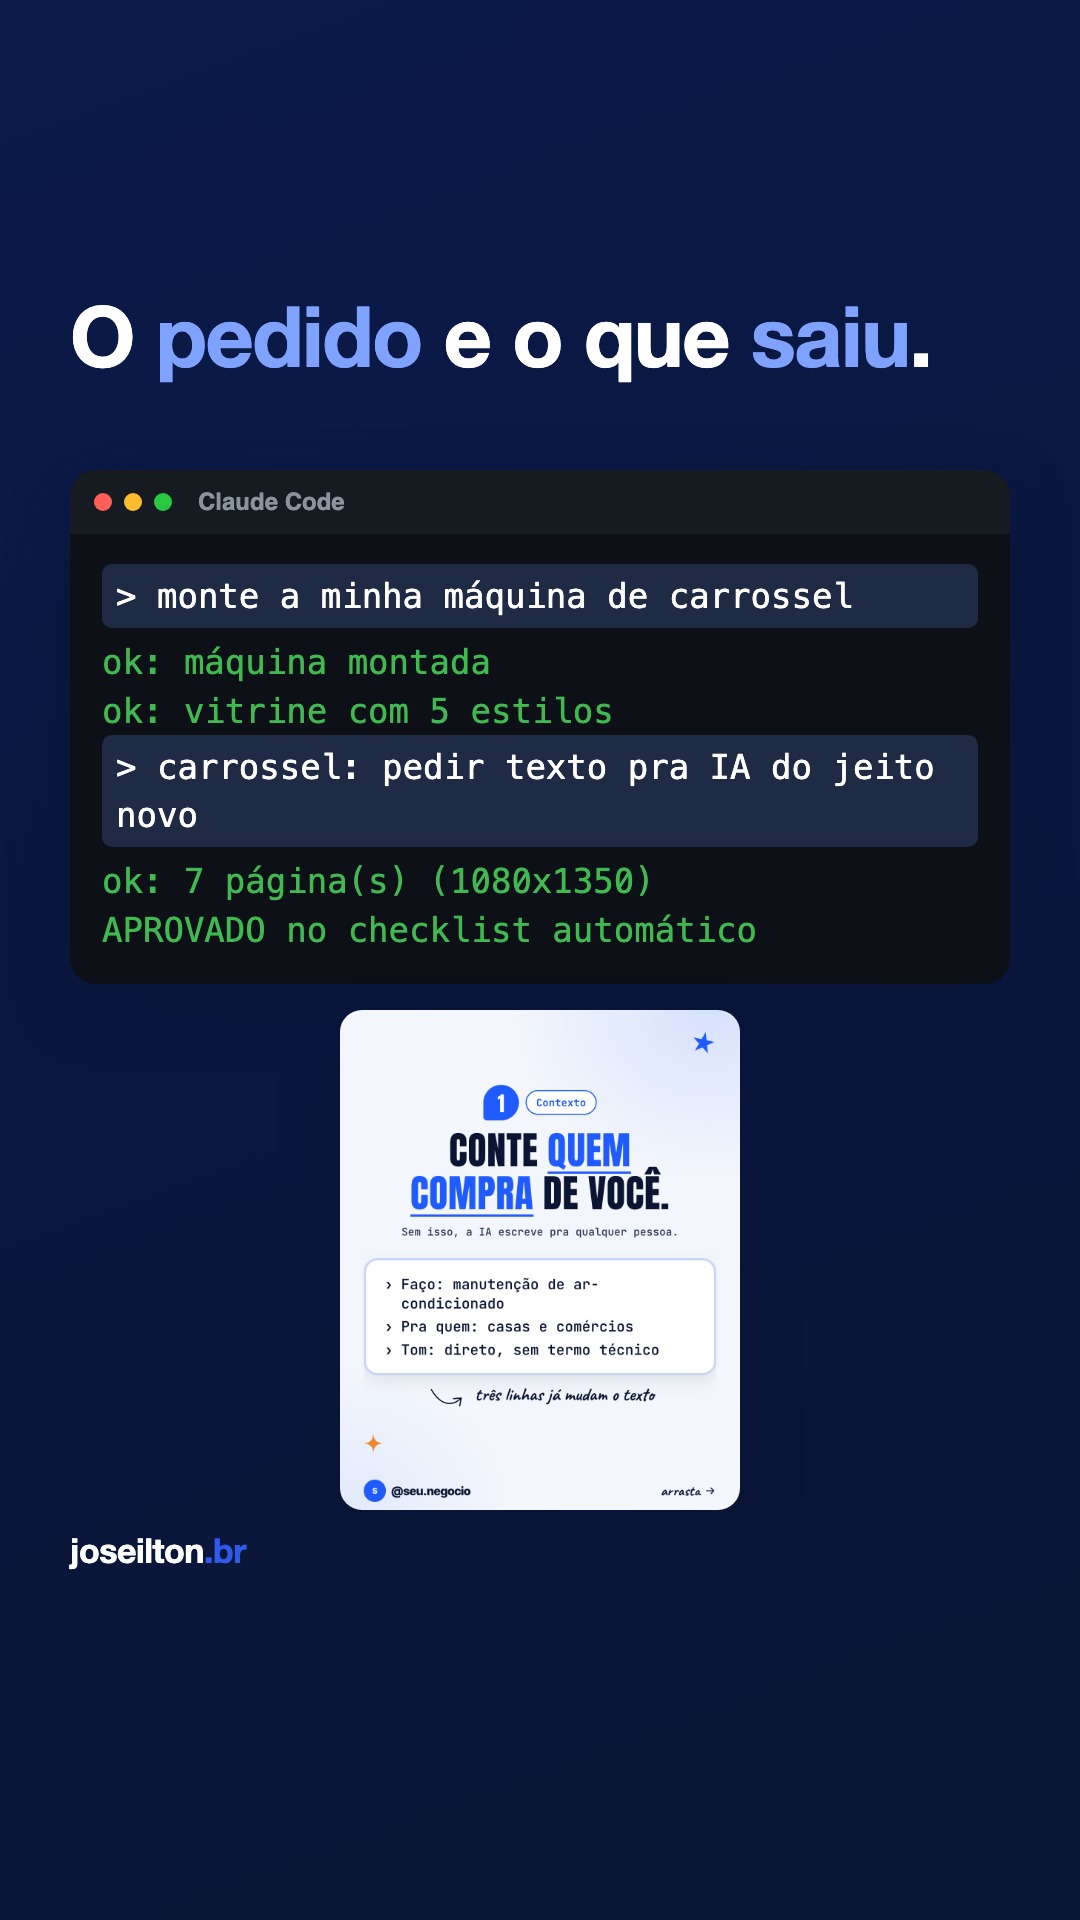 O pedido e o que saiu.
Claude Code
> monte a minha máquina de carrossel
ok: máquina montada
ok: vitrine com 5 estilos
> carrossel: pedir texto pra IA do jeito
novo
ok: 7 página(s) (1080x1350)
APROVADO no checklist automático
1 Contexto
CONTE QUEM
COMPRA DE VOCÊ.
Sem isso, a IA escreve pra qualquer pessoa.
› Faço: manutenção de ar-
condicionado
› Pra quem: casas e comércios
› Tom: direto, sem termo técnico
três linhas já mudam o texto
S @seu.negocio
arrasta →
joseilton.br